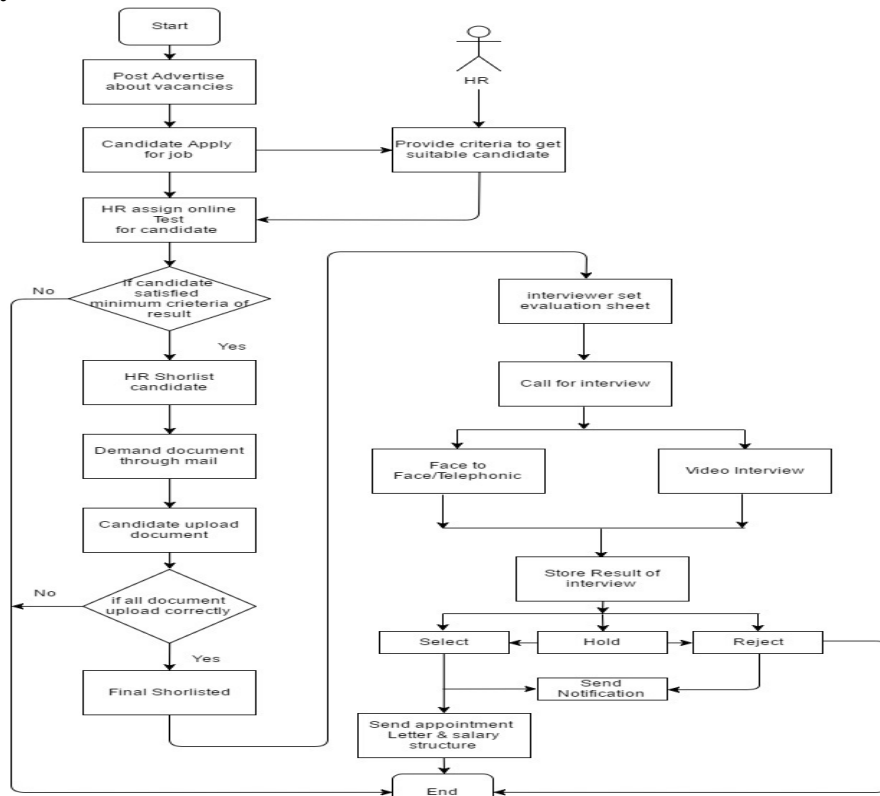 Start
HR
Post Advertise
about vacancies
Candidate Apply
for job
Provide criteria to get
suitable candidate
HR assign online
Test
for candidate
If candidate
satisfied
minimum crieteria of
result
No
Yes
HR Shorlist
candidate
Demand document
through mail
Candidate upload
document
if all document
upload correctly
No
Yes
Final Shorlisted
interviewer set
evaluation sheet
Call for interview
Face to
Face/Telephonic
Video Interview
Store Result of
interview
Select
Hold
Reject
Send
Notification
Send appointment
Letter & salary
structure
End